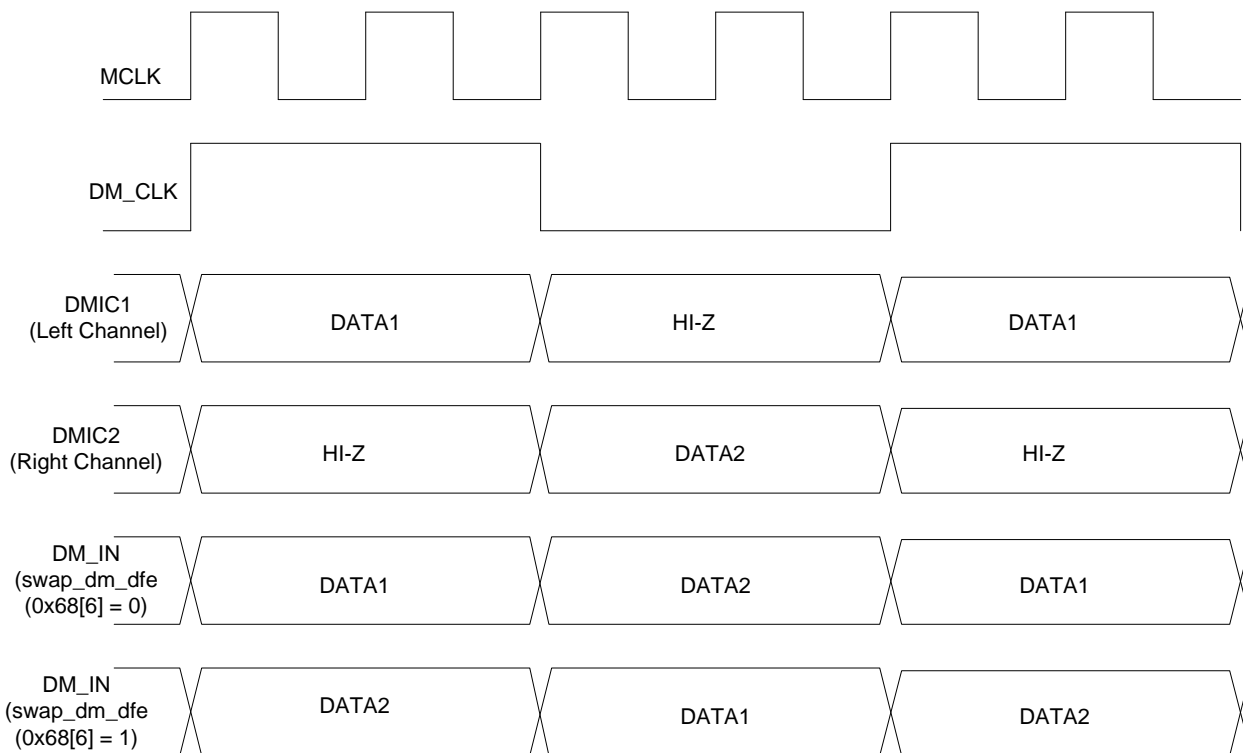 MCLK
DM_CLK
DMIC1
(Left Channel)
DATA1
HI-Z
DATA1
DMIC2
(Right Channel)
HI-Z
DATA2
HI-Z
DM_IN
(swap_dm_dfe
(0x68[6] = 0)
DATA1
DATA2
DATA1
DM_IN
(swap_dm_dfe
(0x68[6] = 1)
DATA2
DATA1
DATA2